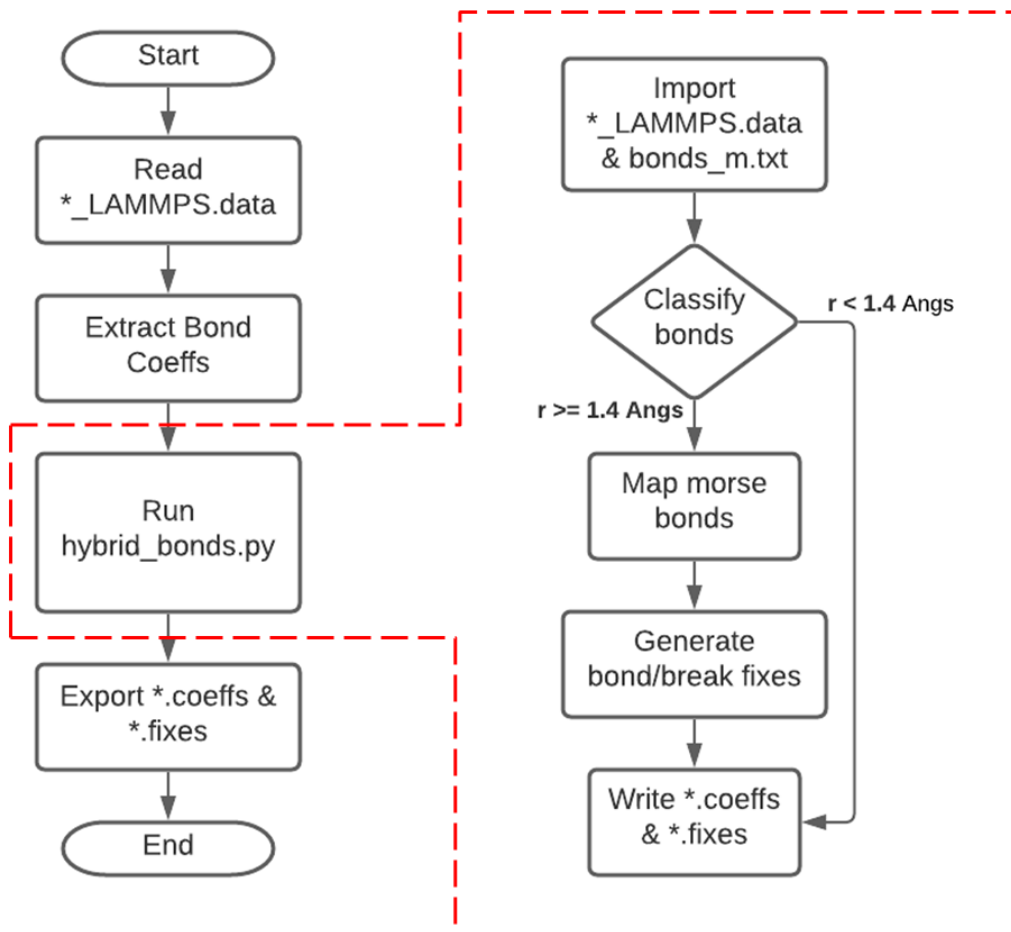 Start
Read
*_LAMMPS.data
Extract Bond
Coeffs
Run
hybrid_bonds.py
Export *.coeffs &
*.fixes
End
Import
*_LAMMPS.data
& bonds_m.txt
Classify
bonds
r < 1.4 Angs
r >= 1.4 Angs
Map morse
bonds
Generate
bond/break fixes
Write *.coeffs
& *.fixes